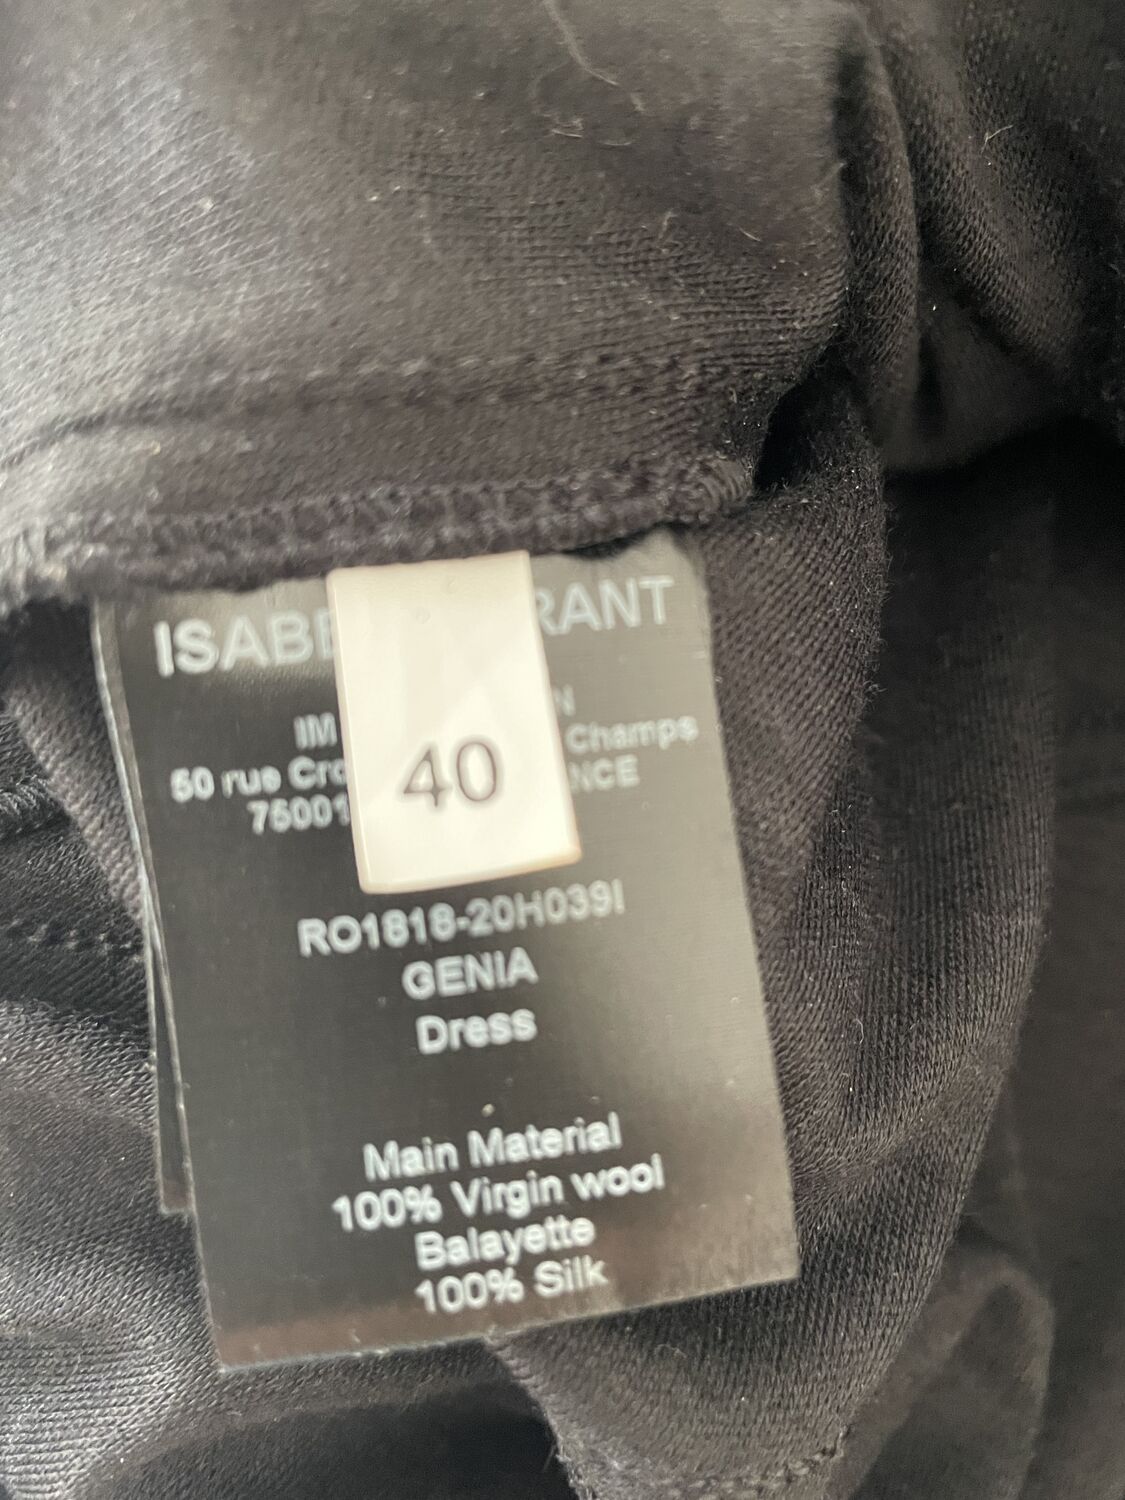 ISABE RANT
IM N
50 rue Cro Champs
75001 NCE
40
RO1818-20H039I
GENIA
Dress
Main Material
100% Virgin wool
Balayette
100% Silk